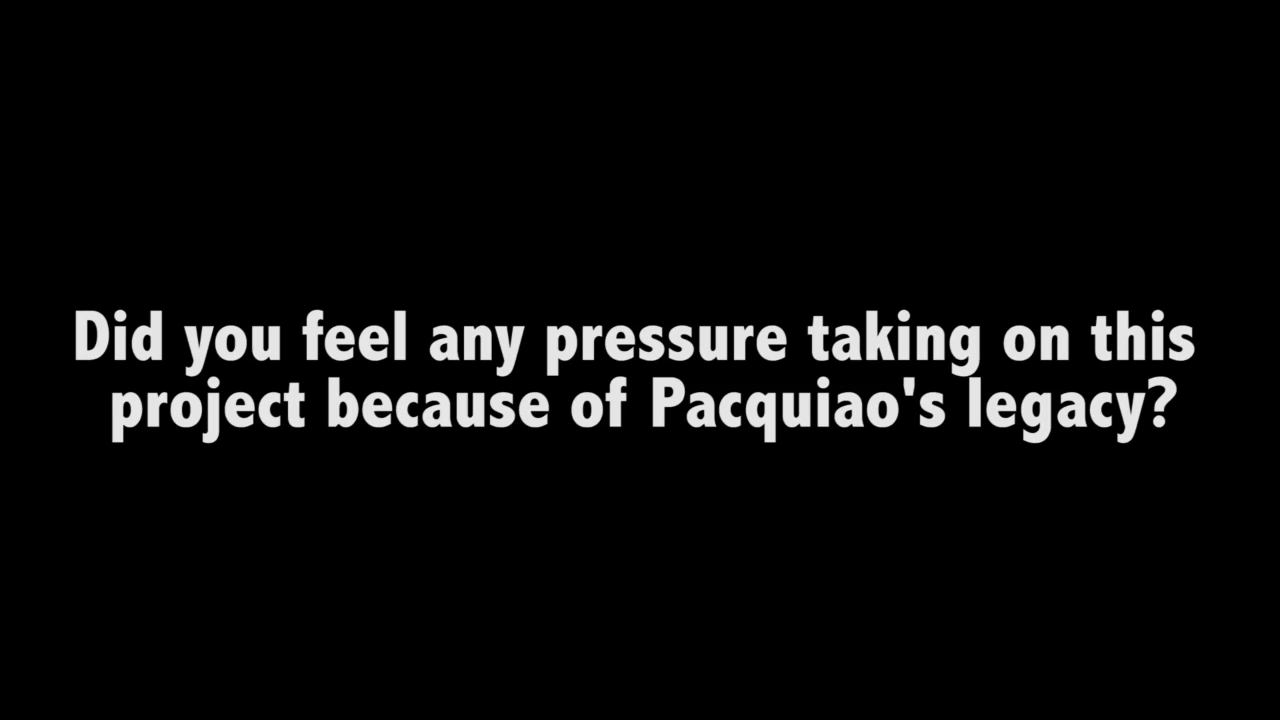 Did you feel any pressure taking on this
project because of Pacquiao's legacy?